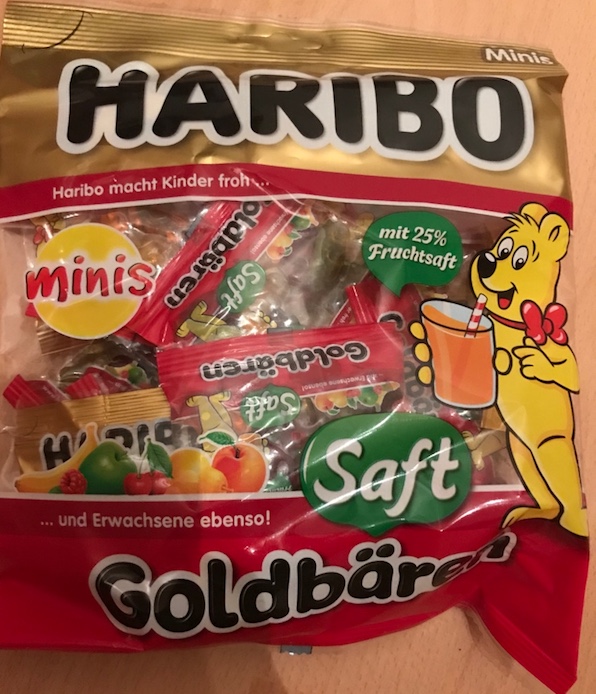 Minis
HARIBO
Haribo macht Kinder froh ...
mit 25%
Fruchtsaft
minis
Goldbären
Saft
Goldbären
Saft
HARIB
Saft
... und Erwachsene ebenso!
Goldbären